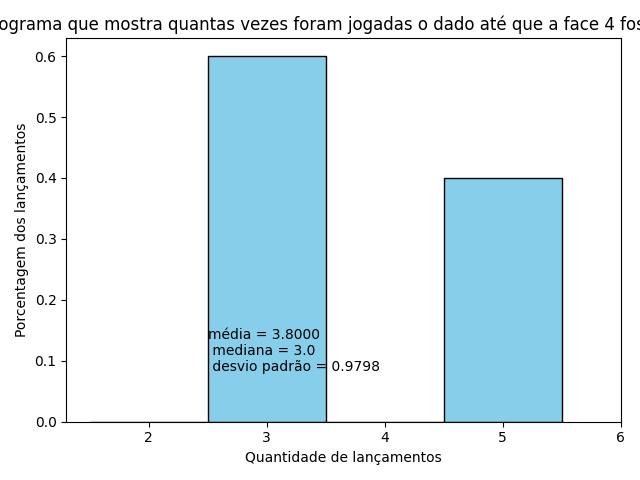 ograma que mostra quantas vezes foram jogadas o dado até que a face 4 fos
0.6
0.5
0.4
0.3
0.2
0.1
0.0
Porcentagem dos lançamentos
média = 3.8000
mediana = 3.0
desvio padrão = 0.9798
2 3 4 5 6
Quantidade de lançamentos